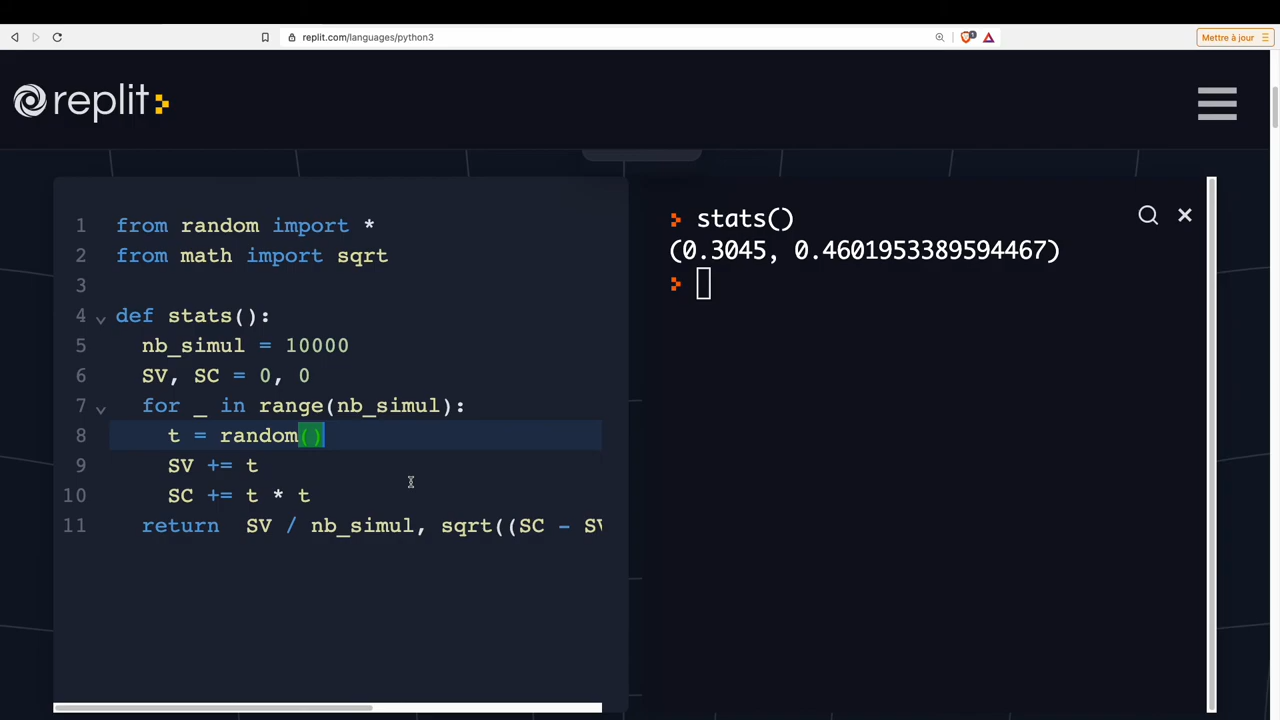 replit.com/languages/python3
1
Mettre à jour
replit
1 from random import *
2 from math import sqrt
3
4 def stats():
5 nb_simul = 10000
6 SV, SC = 0, 0
7 for _ in range(nb_simul):
8 t = random()
9 SV += t
10 SC += t * t
11 return SV / nb_simul, sqrt((SC - SV
stats()
(0.3045, 0.4601953389594467)